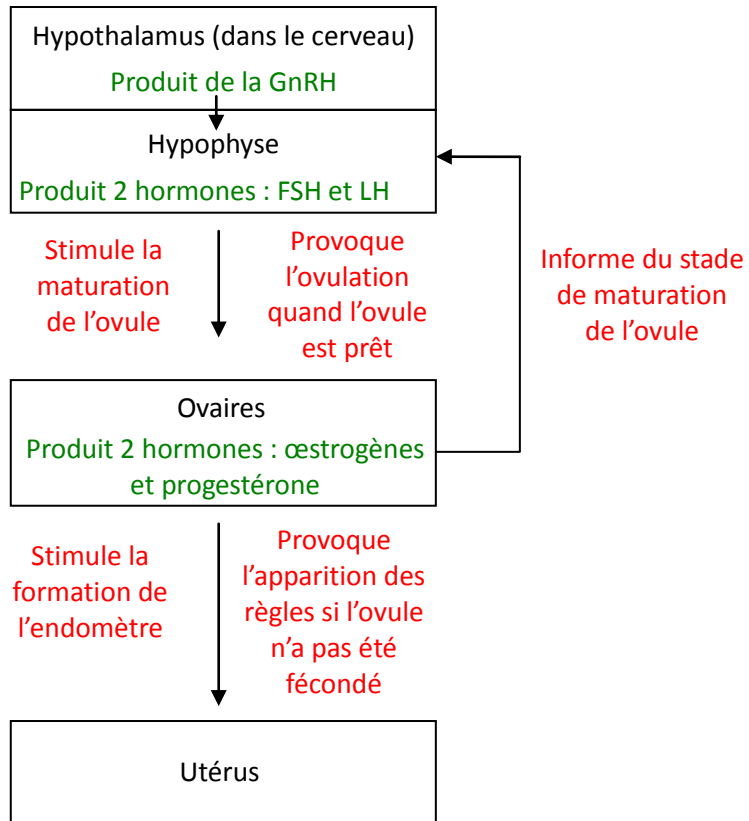 Hypothalamus (dans le cerveau)
Produit de la GnRH
Hypophyse
Produit 2 hormones : FSH et LH
Stimule la
maturation
de l’ovule
Provoque
l’ovulation
quand l’ovule
est prêt
Informe du stade
de maturation
de l’ovule
Ovaires
Produit 2 hormones : œstrogènes
et progestérone
Stimule la
formation de
l’endomètre
Provoque
l’apparition des
règles si l’ovule
n’a pas été
fécondé
Utérus